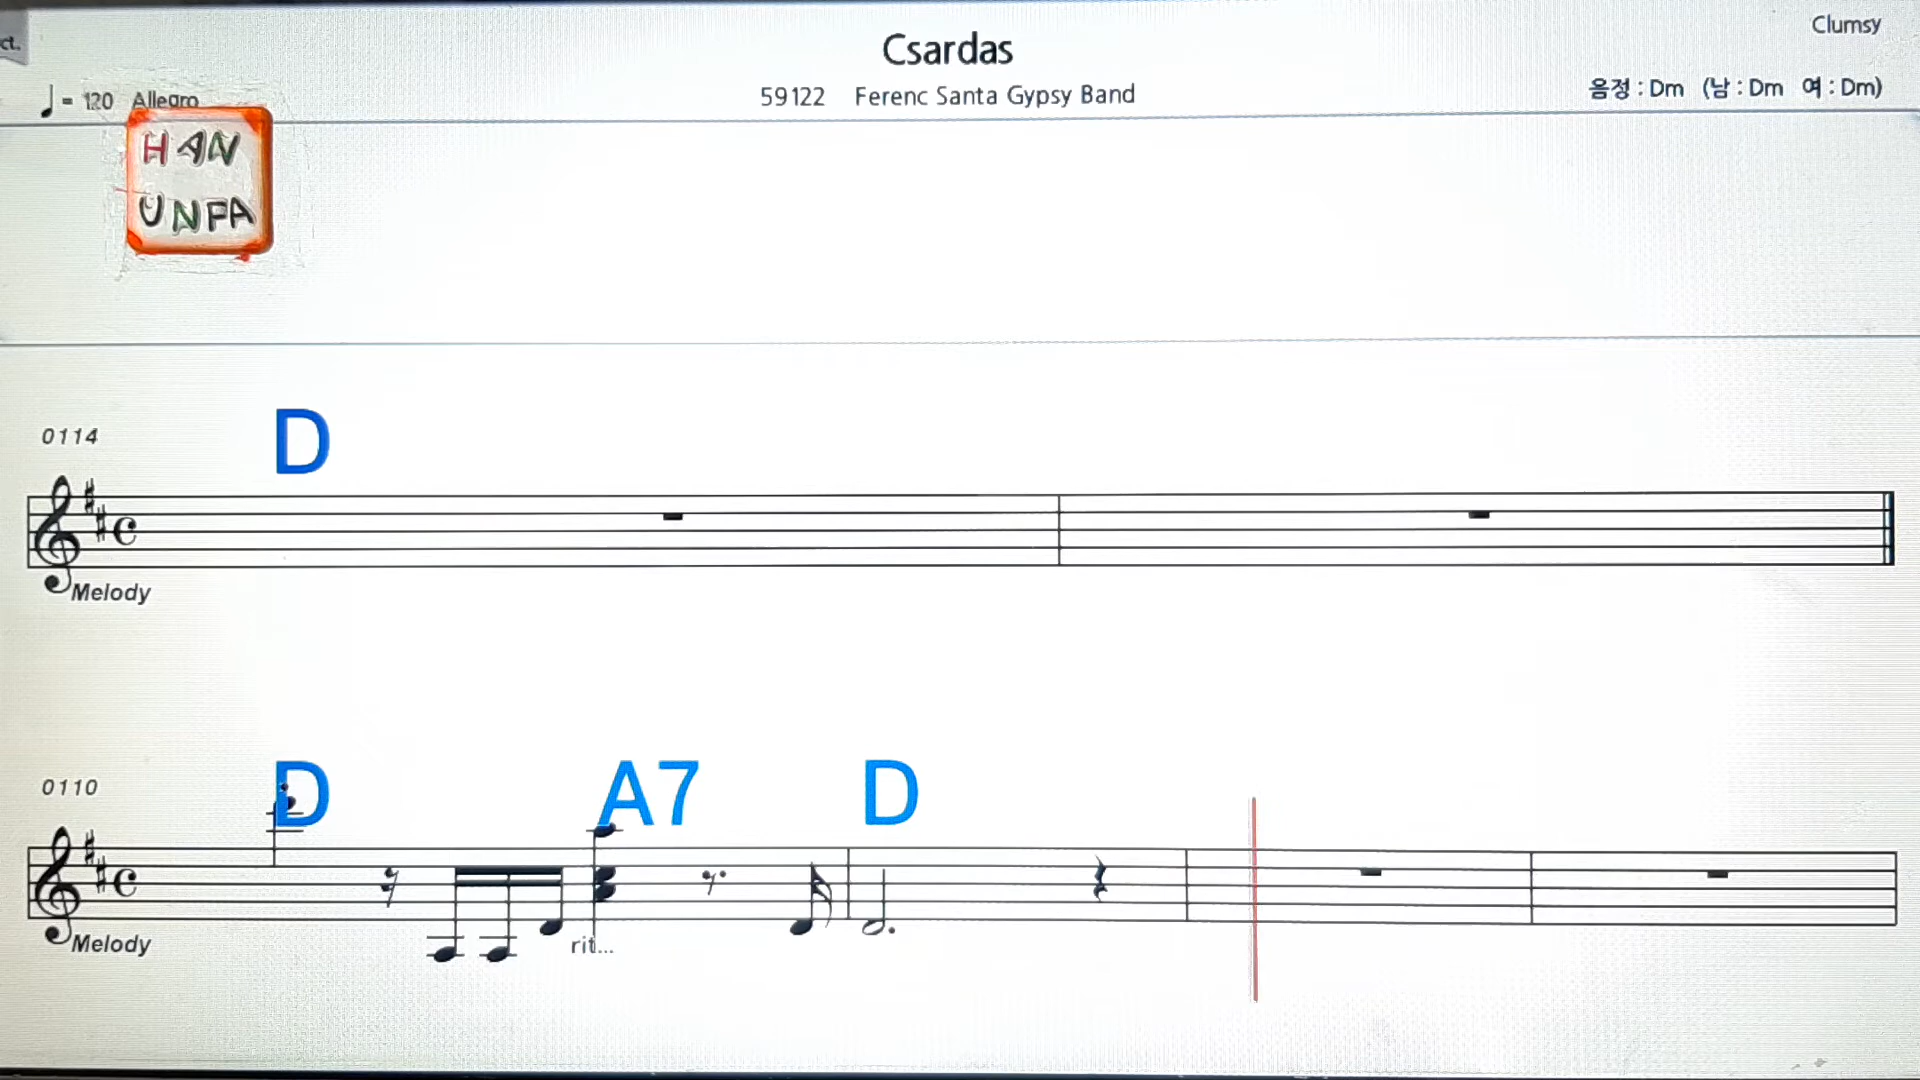 ct.
Clumsy
Csardas
♩ = 120 Allegro
59122 Ferenc Santa Gypsy Band
음정 : Dm (남 : Dm 여 : Dm)
HAN
UNFA
0114
D
Melody
0110
D A7 D
Melody
rit...